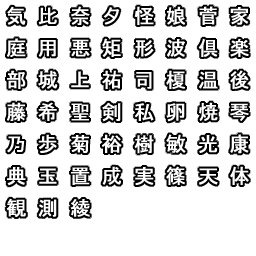 気比奈夕怪娘菅家
庭用悪矩形波倶楽
部城上祐司榎温後
藤希聖剣私卵焼琴
乃歩菊裕樹敏光康
典玉置成実篠天体
観測綾